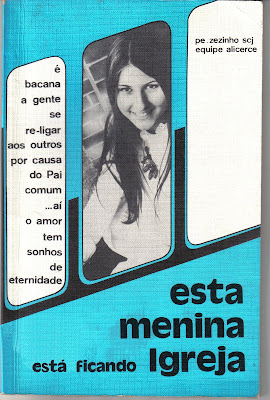 é
bacana
a gente
se
re-ligar
aos outros
por causa
do Pai
comum
...aí
o amor
tem
sonhos
de
eternidade
pe. zezinho scj
equipe alicerce
esta
menina
está ficando Igreja